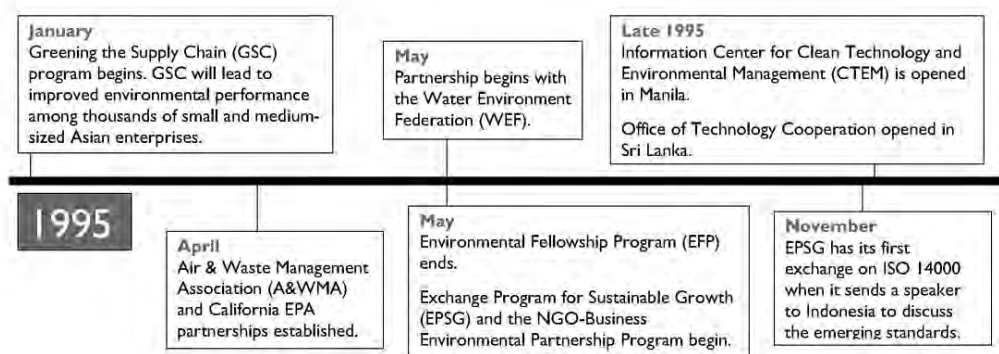 January
Greening the Supply Chain (GSC)
program begins. GSC will lead to
improved environmental performance
among thousands of small and medium-
sized Asian enterprises.
May
Partnership begins with
the Water Environment
Federation (WEF).
Late 1995
Information Center for Clean Technology and
Environmental Management (CTEM) is opened
in Manila.
Office of Technology Cooperation opened in
Sri Lanka.
1995
April
Air & Waste Management
Association (A&WMA)
and California EPA
partnerships established.
May
Environmental Fellowship Program (EFP)
ends.
Exchange Program for Sustainable Growth
(EPSG) and the NGO-Business
Environmental Partnership Program begin.
November
EPSG has its first
exchange on ISO 14000
when it sends a speaker
to Indonesia to discuss
the emerging standards.